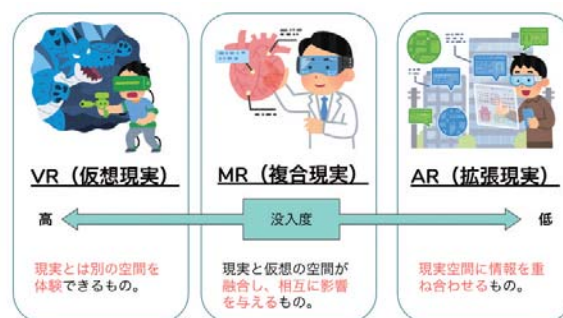 VR（仮想現実）
MR（複合現実）
AR（拡張現実）
高
没入度
低
現実とは別の空間を
体験できるもの。
現実と仮想の空間が
融合し、相互に影響
を与えるもの。
現実空間に情報を重
ね合わせるもの。